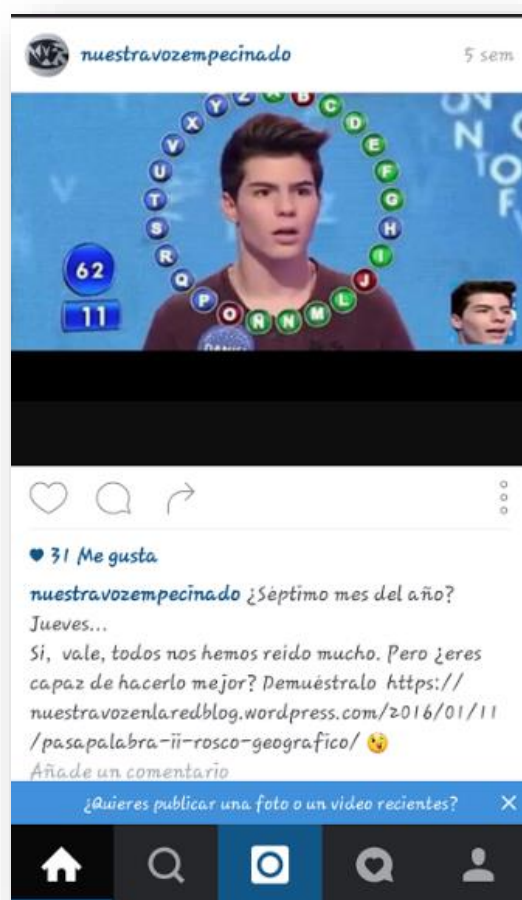 nuestravozempecinado 5 sem
Y Z A B C D E F G H I J L M N Ñ O P Q R S T U V X
62
11
nuestravozempecinado ¿Séptimo mes del año?
Jueves...
Si, vale, todos nos hemos reido mucho. Pero ¿eres
capaz de hacerlo mejor? Demuéstralo https://
nuestravozenlaredblog.wordpress.com/2016/01/11
/pasapalabra-ii-rosco-geografico/
31 Me gusta
Añade un comentario
¿Quieres publicar una foto o un video recientes? X